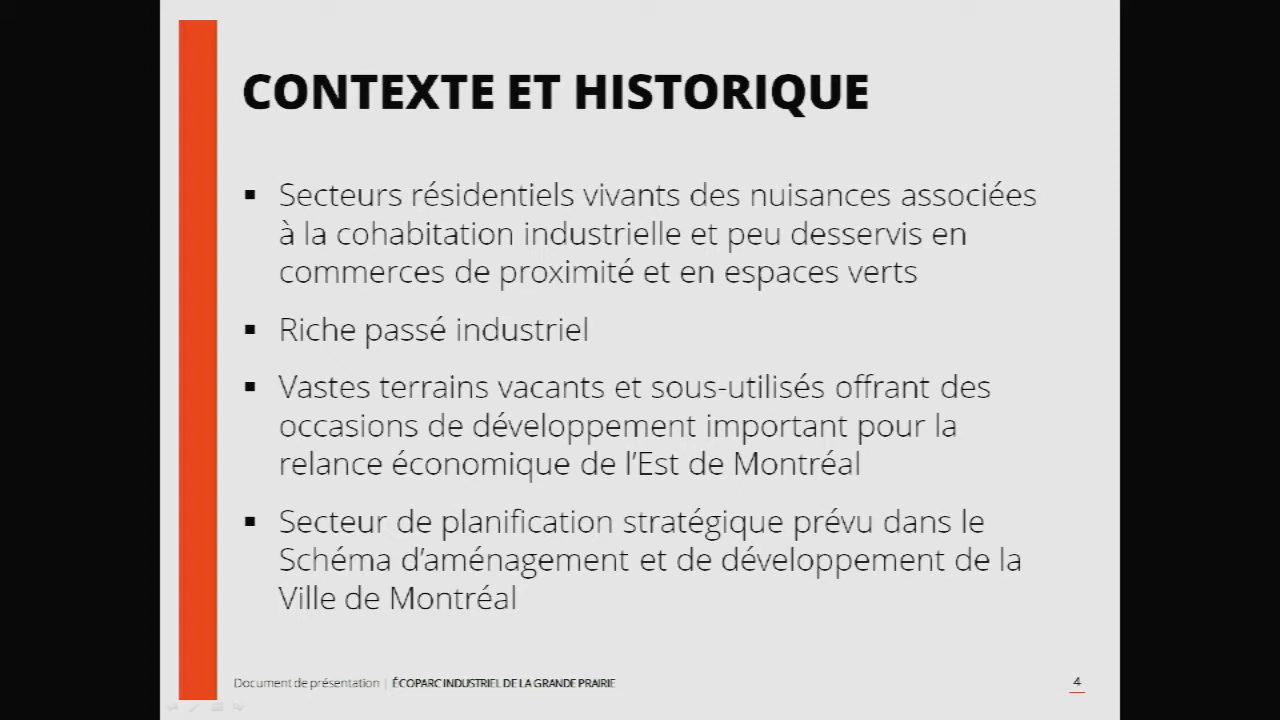 CONTEXTE ET HISTORIQUE
▪ Secteurs résidentiels vivants des nuisances associées
à la cohabitation industrielle et peu desservis en
commerces de proximité et en espaces verts
▪ Riche passé industriel
▪ Vastes terrains vacants et sous-utilisés offrant des
occasions de développement important pour la
relance économique de l'Est de Montréal
▪ Secteur de planification stratégique prévu dans le
Schéma d'aménagement et de développement de la
Ville de Montréal
Document de présentation | ÉCOPARC INDUSTRIEL DE LA GRANDE PRAIRIE
4